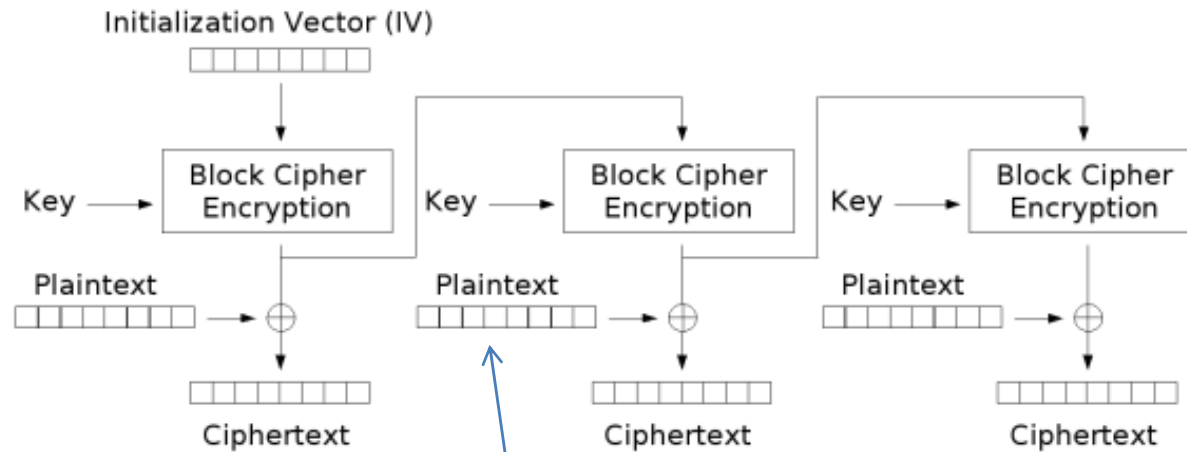 Initialization Vector (IV)
Key
Block Cipher
Encryption
Key
Block Cipher
Encryption
Key
Block Cipher
Encryption
Plaintext
Plaintext
Plaintext
Ciphertext
Ciphertext
Ciphertext